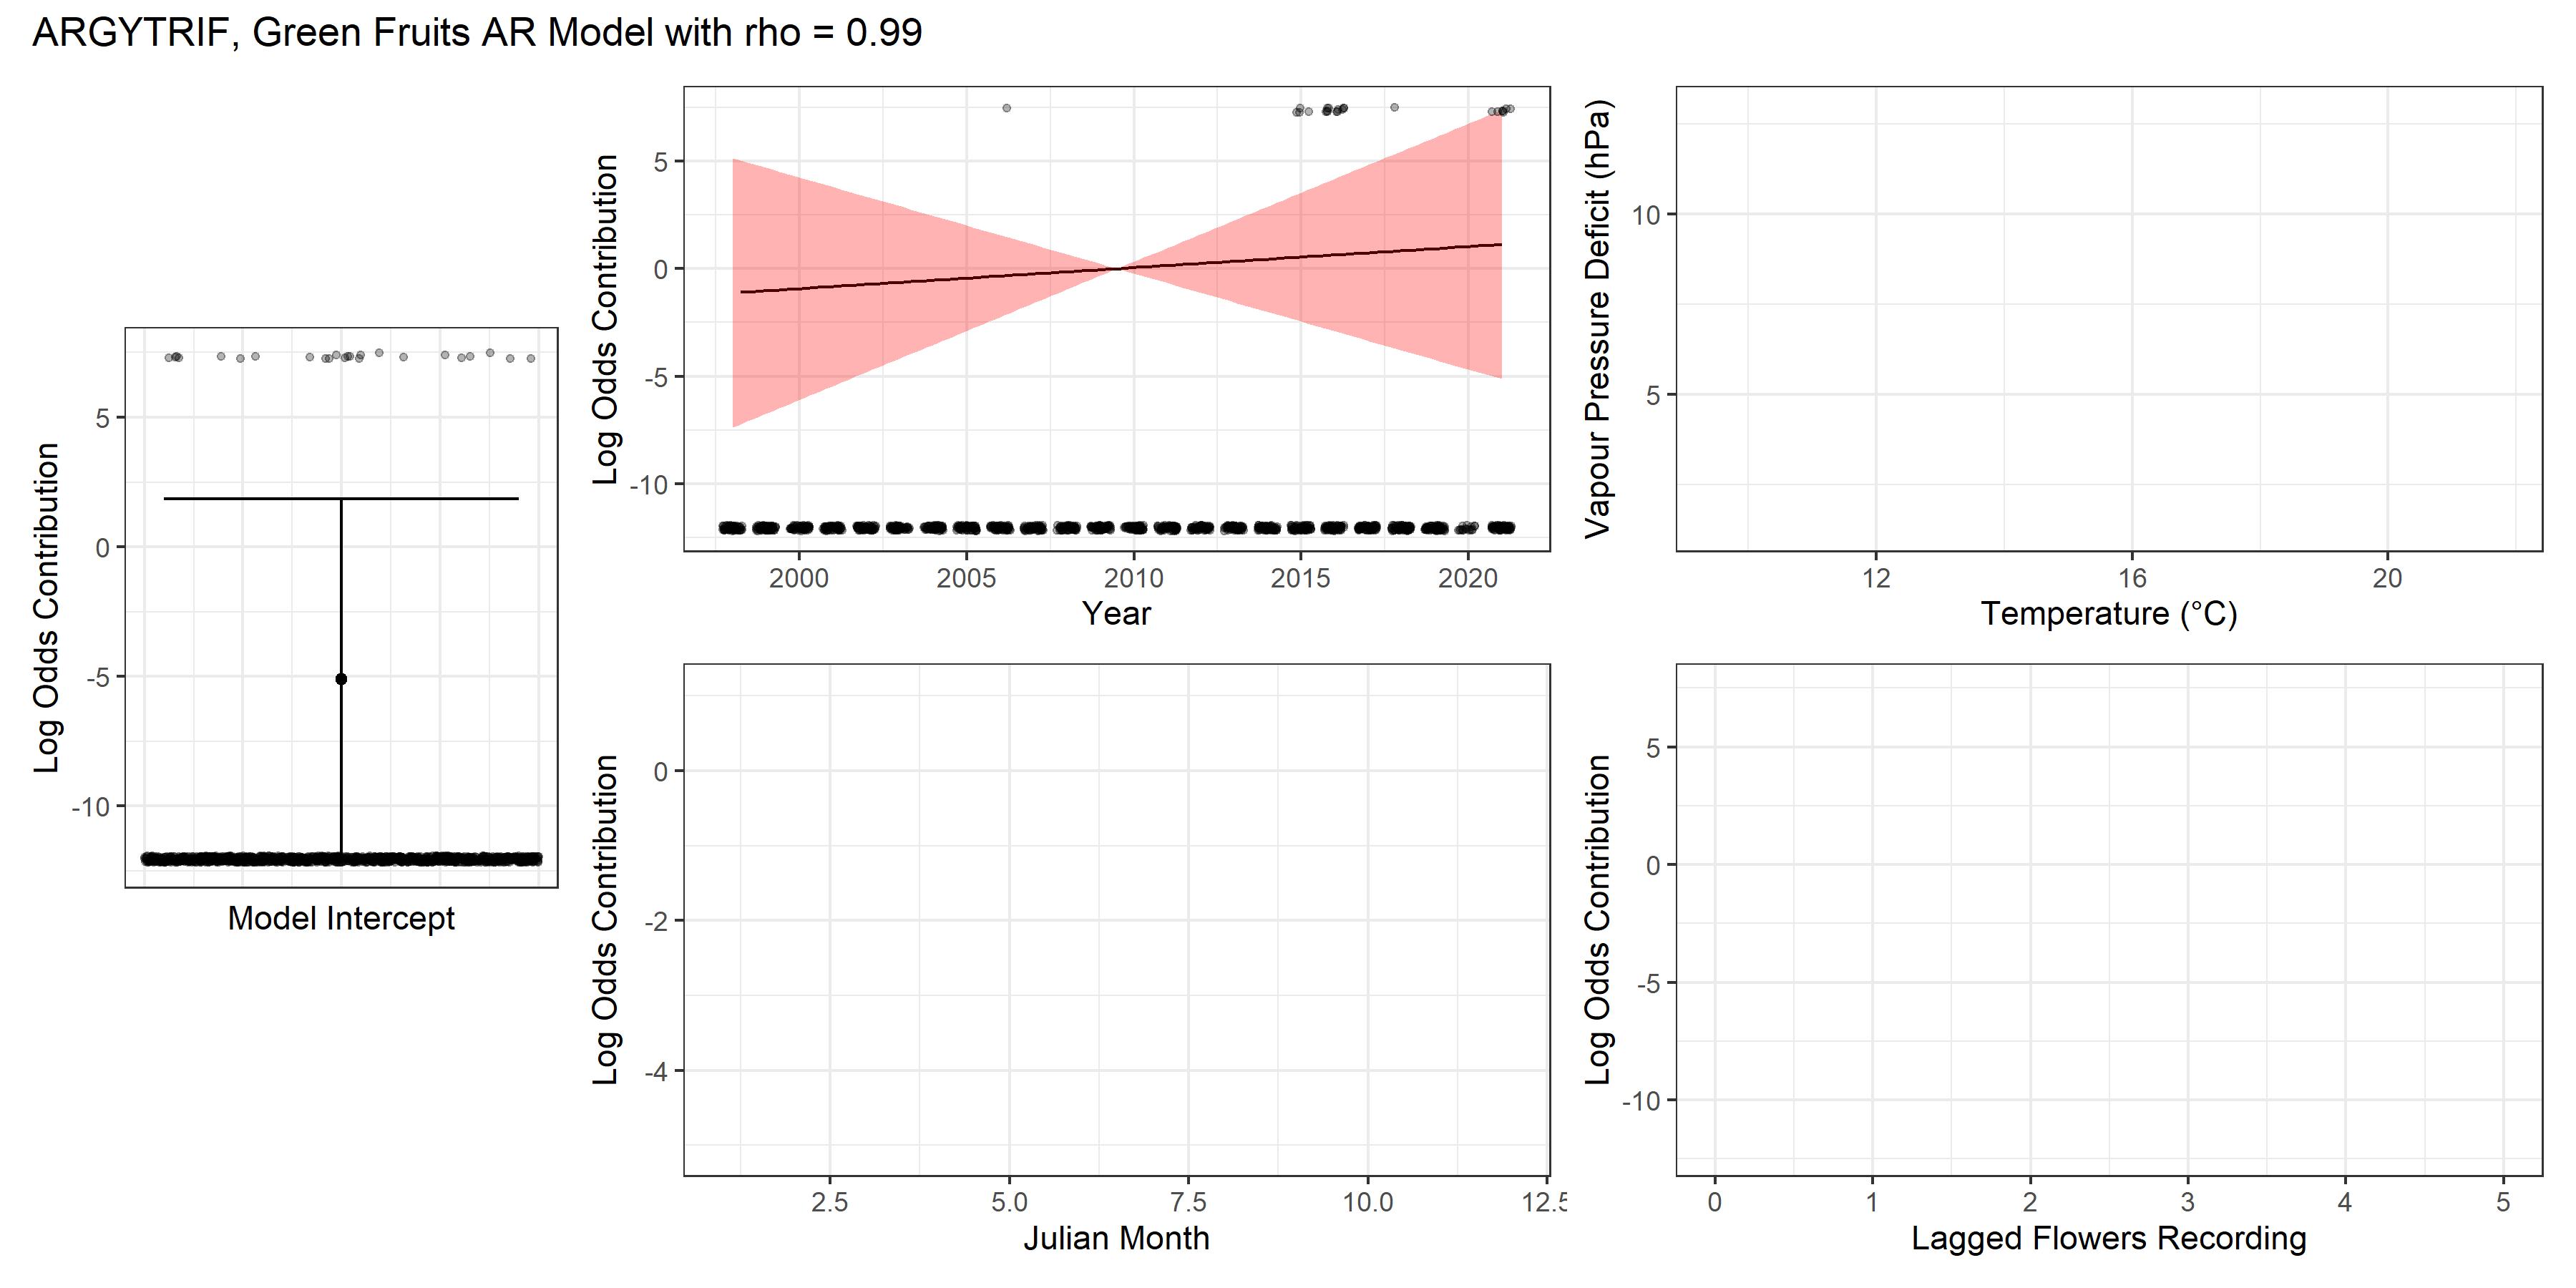 ARGYTRIF, Green Fruits AR Model with rho = 0.99
Log Odds Contribution
5
0
-5
-10
Model Intercept
Log Odds Contribution
5
0
-5
-10
2000 2005 2010 2015 2020
Year
Vapour Pressure Deficit (hPa)
10
5
12 16 20
Temperature (°C)
Log Odds Contribution
0
-2
-4
2.5 5.0 7.5 10.0 12.5
Julian Month
Log Odds Contribution
5
0
-5
-10
0 1 2 3 4 5
Lagged Flowers Recording